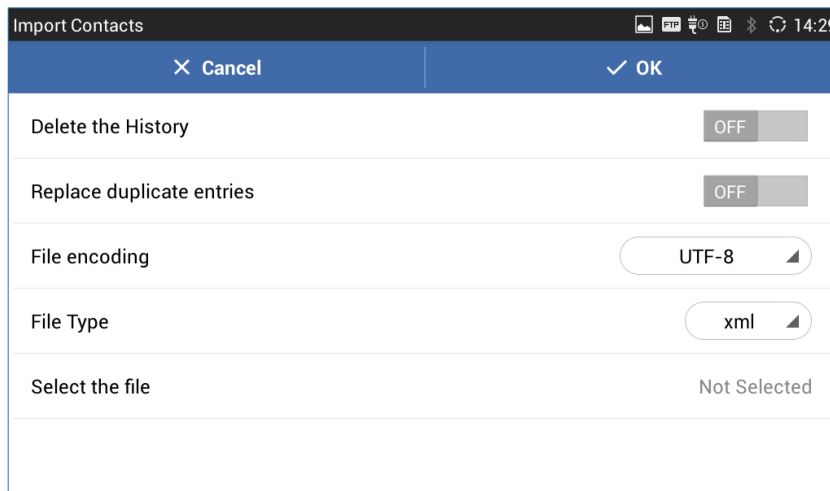 Import Contacts FTP 14:29
Cancel OK
Delete the History OFF
Replace duplicate entries OFF
File encoding UTF-8
File Type xml
Select the file Not Selected